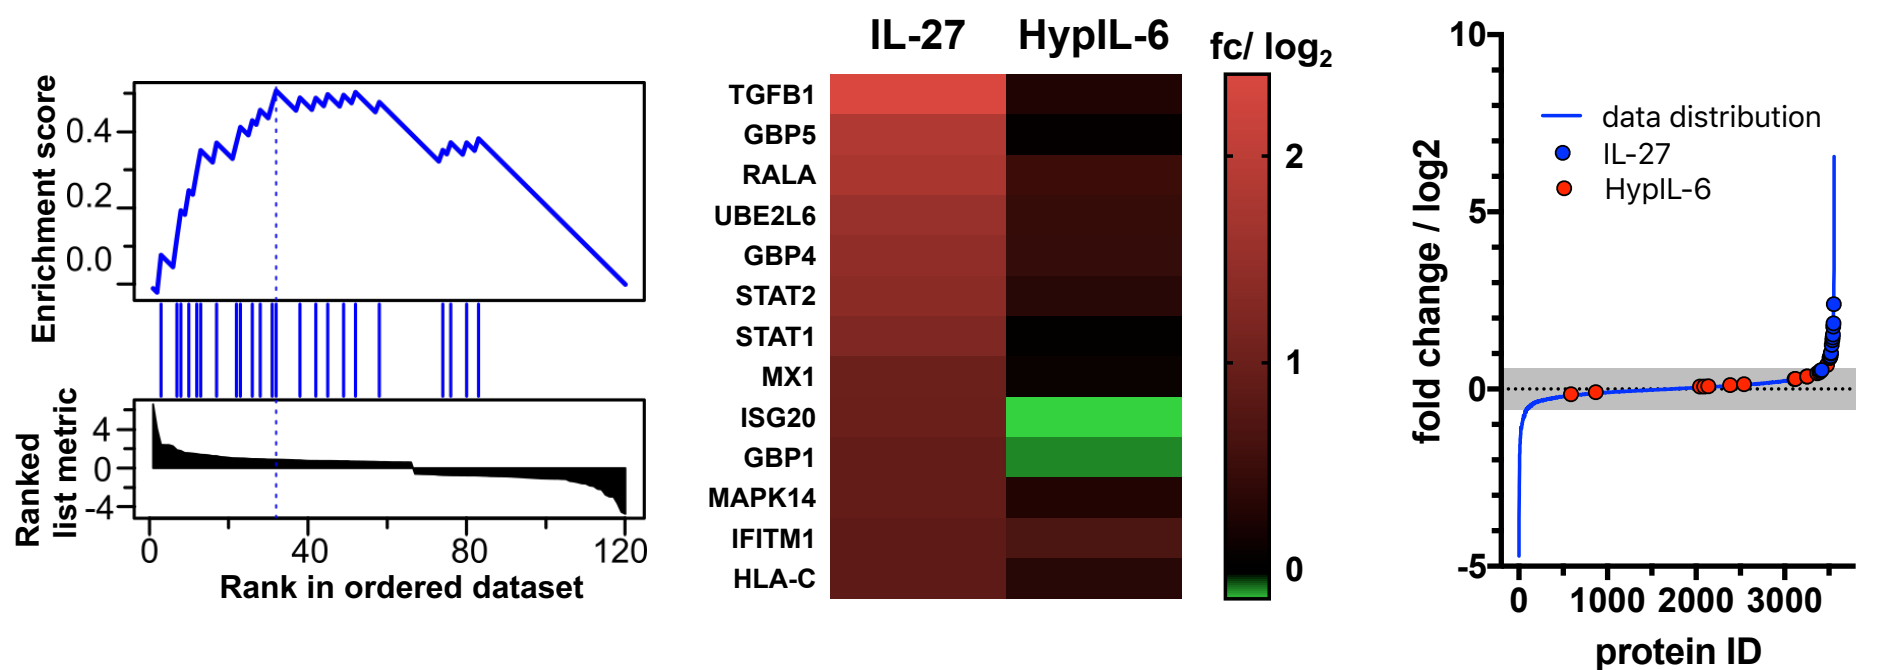 Enrichment score
0.4
0.2
0.0
Ranked
list metric
4
0
-4
0 40 80 120
Rank in ordered dataset
IL-27 HypIL-6
TGFB1
GBP5
RALA
UBE2L6
GBP4
STAT2
STAT1
MX1
ISG20
GBP1
MAPK14
IFITM1
HLA-C
fc/ log2
2
1
0
fold change / log2
10
5
0
-5
data distribution
IL-27
HypIL-6
0 1000 2000 3000
protein ID